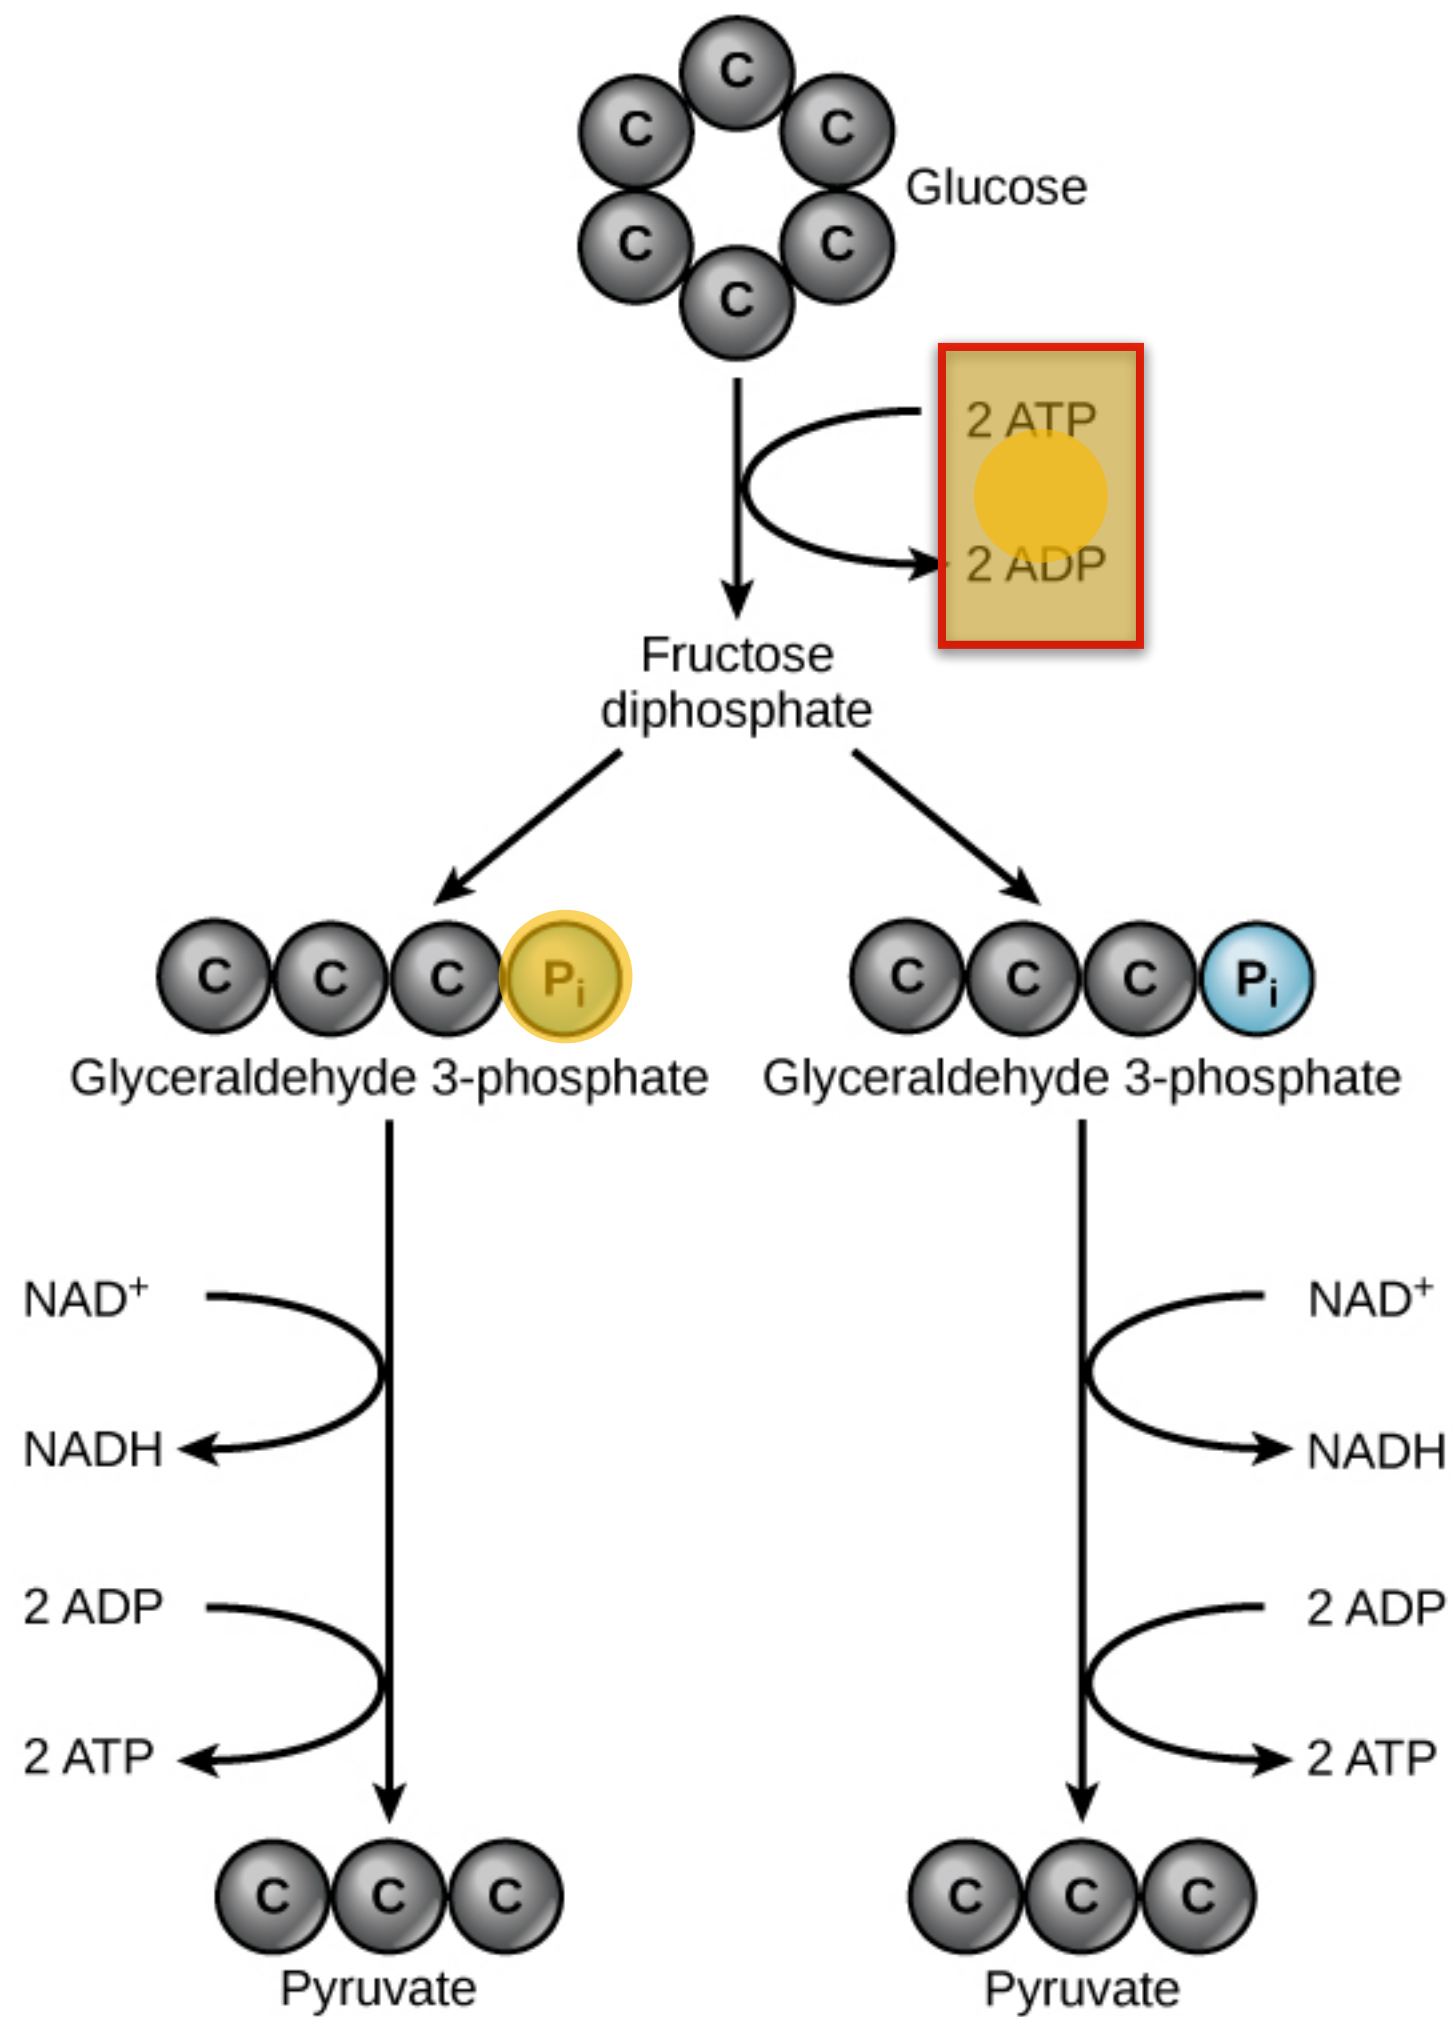 C
C
C
C
C
C
Glucose
2 ATP
2 ADP
Fructose
diphosphate
C C C Pi
C C C Pi
Glyceraldehyde 3-phosphate
Glyceraldehyde 3-phosphate
NAD+
NAD+
NADH
NADH
2 ADP
2 ADP
2 ATP
2 ATP
C C C
C C C
Pyruvate
Pyruvate